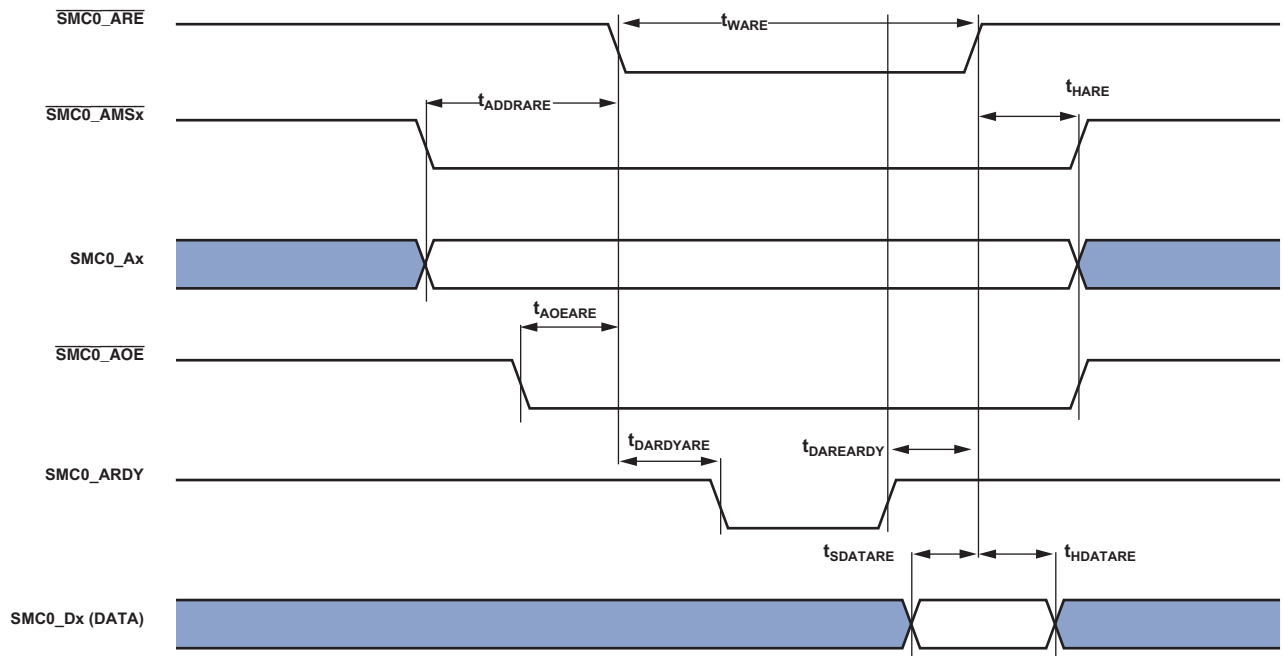 SMC0_ARE
tWARE
SMC0_AMSx
tADDRARE
tHARE
SMC0_Ax
tAOEARE
SMC0_AOE
tDARDYARE
tDAREARDY
SMC0_ARDY
tSDATARE
tHDATARE
SMC0_Dx (DATA)